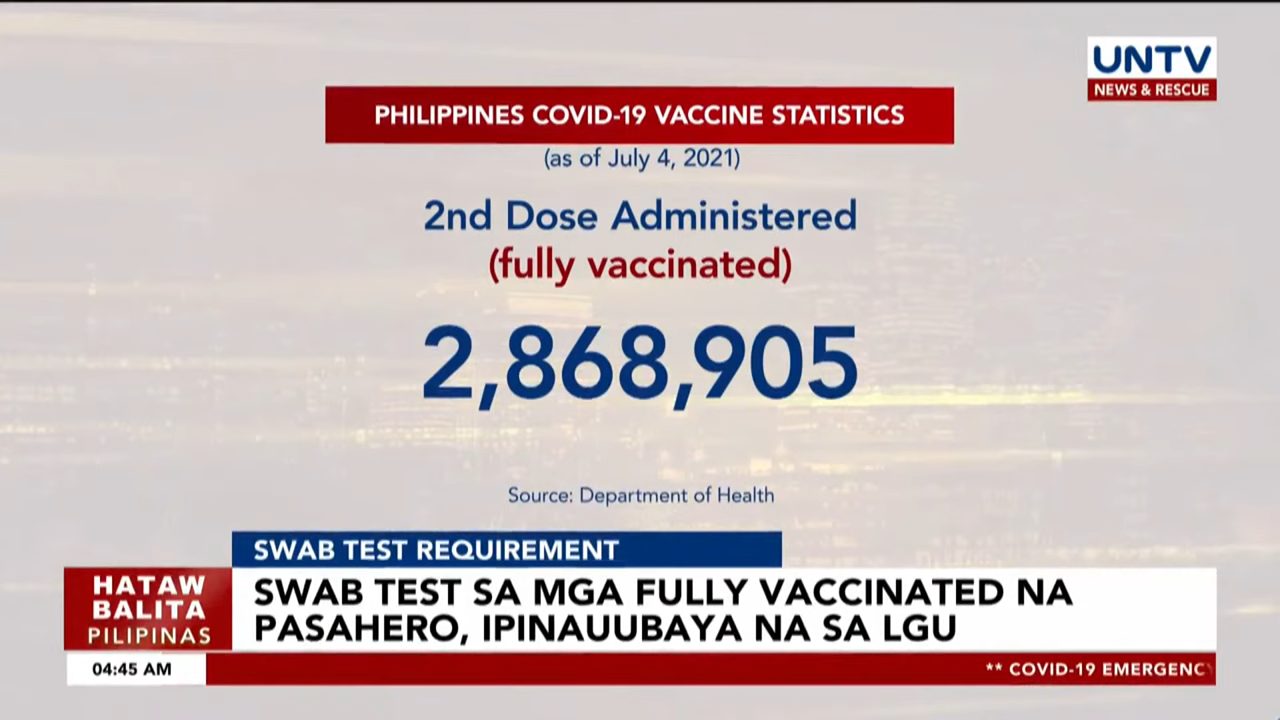 UNTV
NEWS & RESCUE
PHILIPPINES COVID-19 VACCINE STATISTICS
(as of July 4, 2021)
2nd Dose Administered
(fully vaccinated)
2,868,905
Source: Department of Health
SWAB TEST REQUIREMENT
HATAW
BALITA
PILIPINAS
SWAB TEST SA MGA FULLY VACCINATED NA
PASAHERO, IPINAUUBAYA NA SA LGU
04:45 AM
** COVID-19 EMERGENC